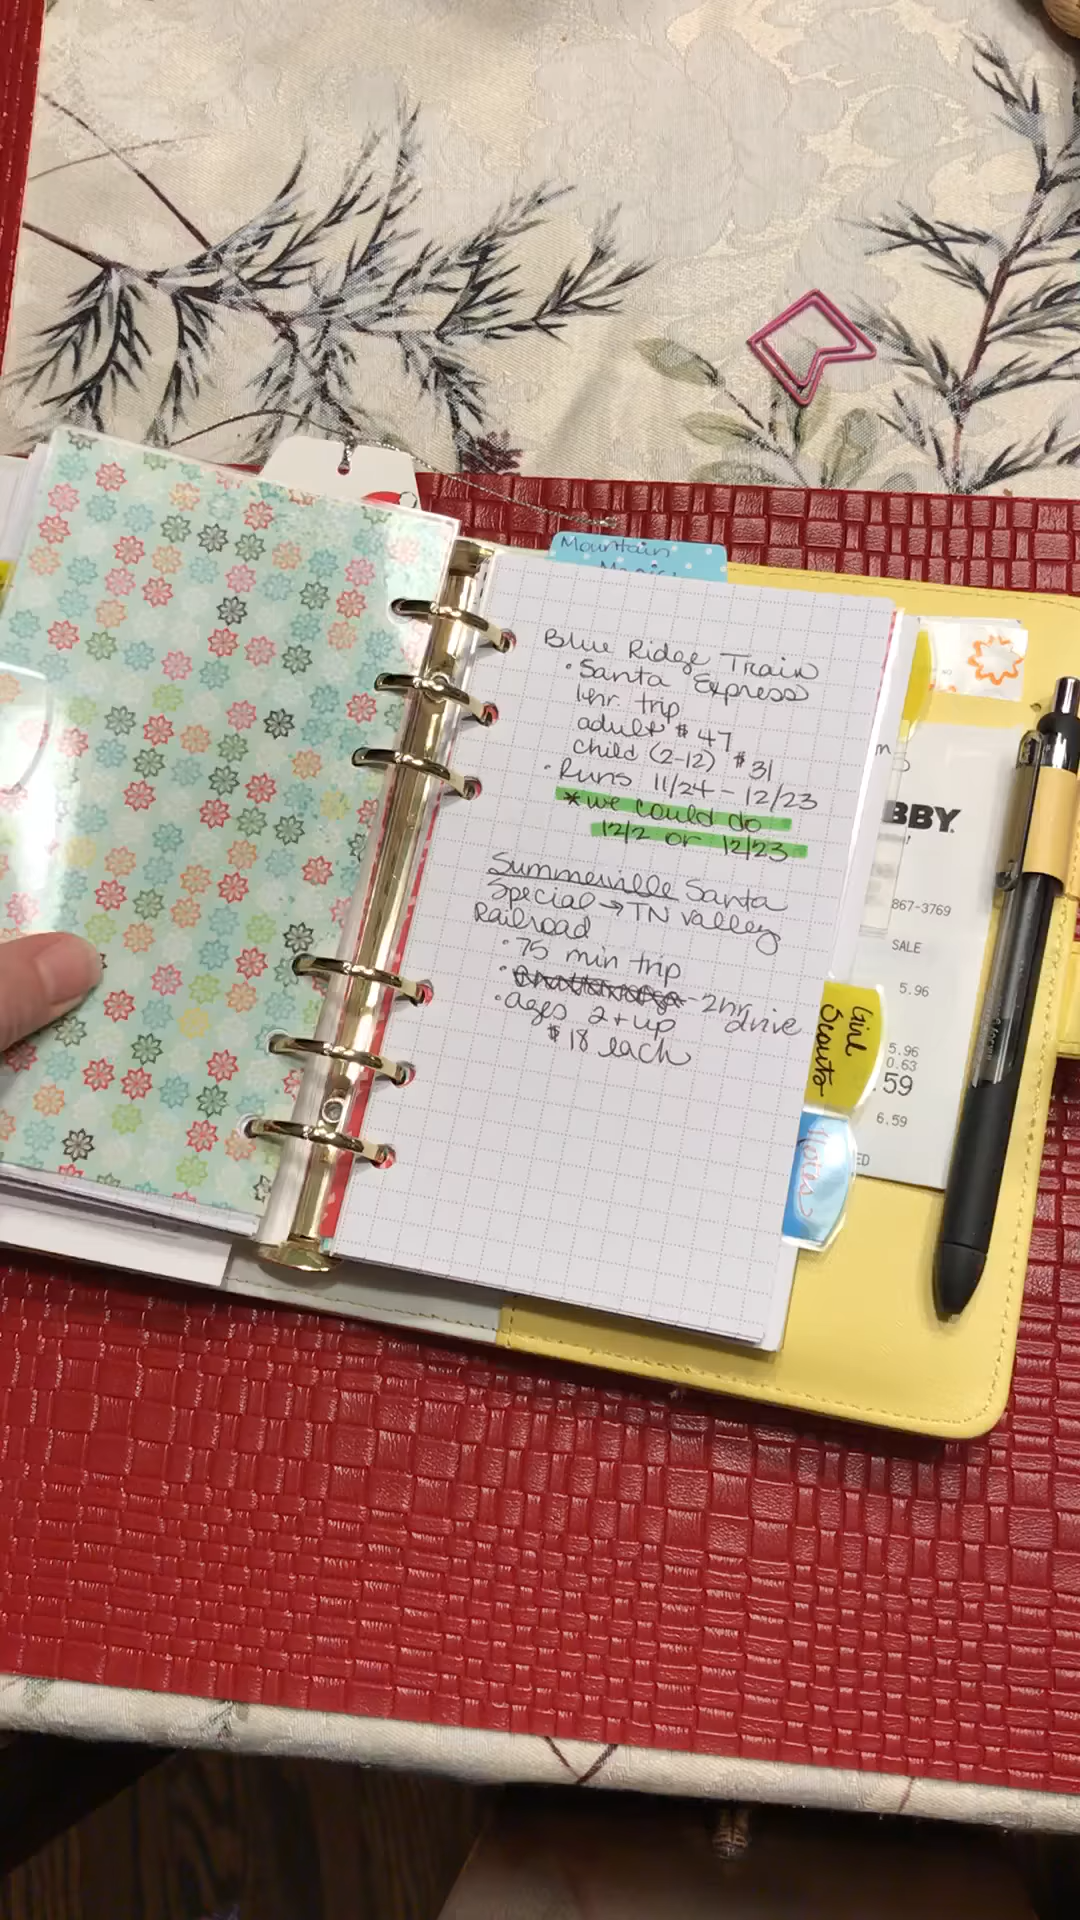 Mountain
Blue Ridge Train
• Santa Express
1hr. trip
adult $47
child (2-12) $31
• Runs 11/24 - 12/23
*we could do
12/2 or 12/23
Summerville Santa
Special → TN Valley
Railroad
• 75 min trip
• - 2hr drive
• ages 2 + up
$18 each
Girl
Scouts
Notes
BBY.
867-3769
SALE
5.96
5.96
0.63
.59
6.59
ED